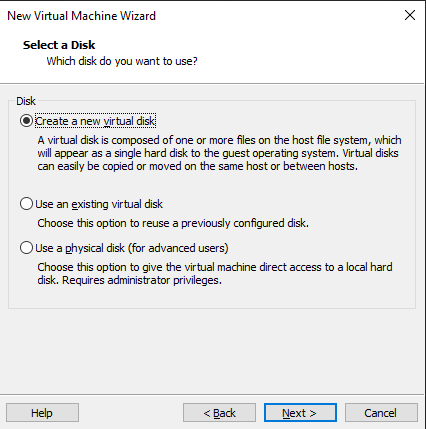 New Virtual Machine Wizard
Select a Disk
Which disk do you want to use?
Disk
Create a new virtual disk
A virtual disk is composed of one or more files on the host file system, which
will appear as a single hard disk to the guest operating system. Virtual disks
can easily be copied or moved on the same host or between hosts.
Use an existing virtual disk
Choose this option to reuse a previously configured disk.
Use a physical disk (for advanced users)
Choose this option to give the virtual machine direct access to a local hard
disk. Requires administrator privileges.
Help
< Back
Next >
Cancel